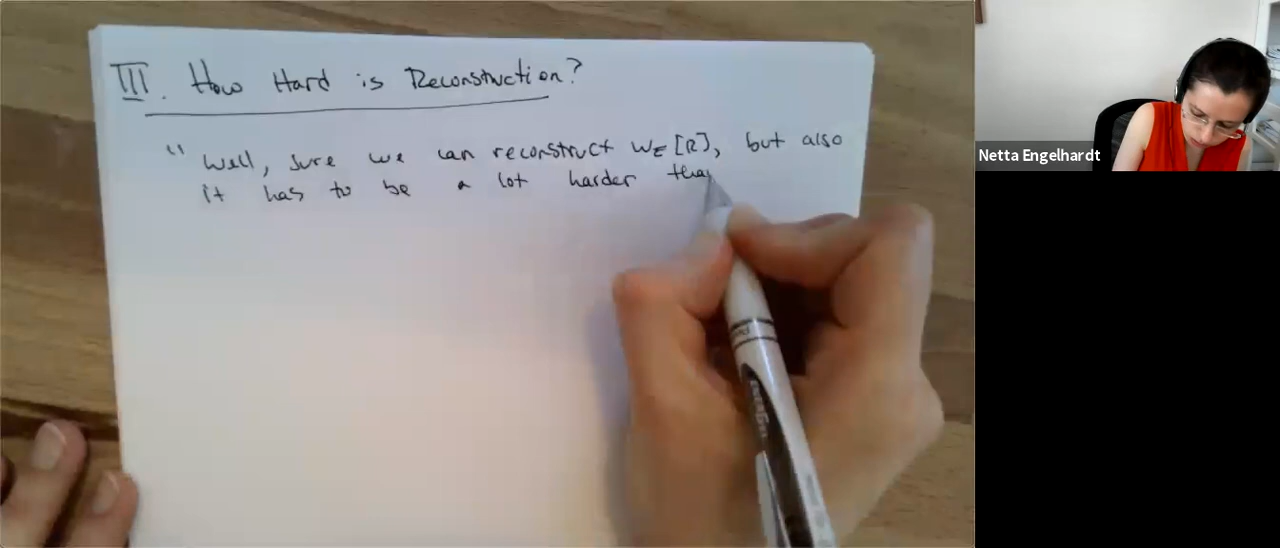 III. How Hard is Reconstruction?
" Well, sure we can reconstruct W_E[R], but also
it has to be a lot harder than
Netta Engelhardt